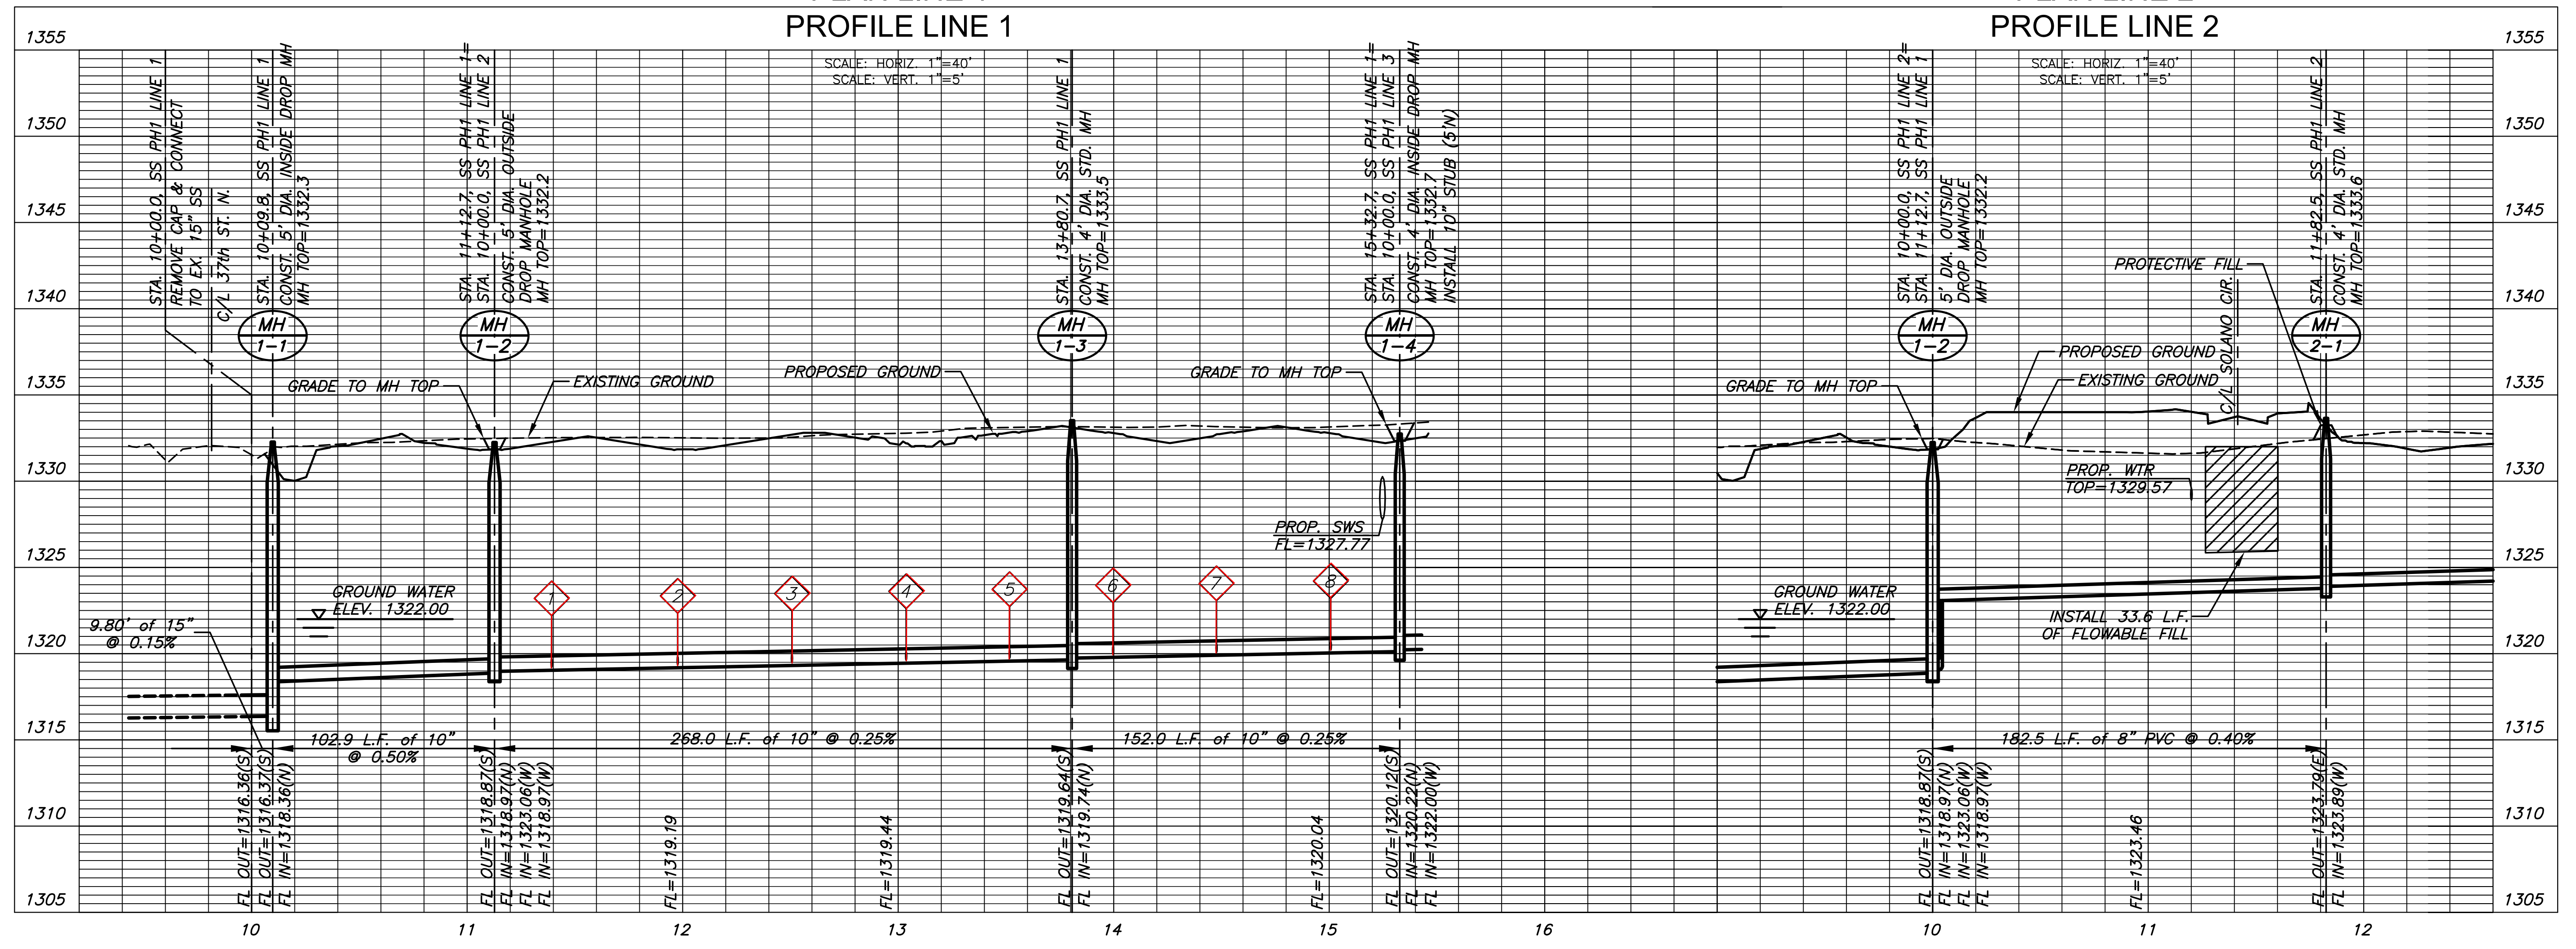 PROFILE LINE 1
PROFILE LINE 2
SCALE: HORIZ. 1"=40'
SCALE: VERT. 1"=5'
SCALE: HORIZ. 1"=40'
SCALE: VERT. 1"=5'
1355
1350
1345
1340
1335
1330
1325
1320
1315
1310
1305
STA. 10+00.0, SS PH1 LINE 1
REMOVE CAP & CONNECT
TO EX. 15" SS
C/L 37th ST. N.
STA. 10+09.8, SS PH1 LINE 1
CONST. 5' DIA. INSIDE DROP MH
MH TOP=1332.3
STA. 11+12.7, SS PH1 LINE 1=
STA. 10+00.0, SS PH1 LINE 2
CONST. 5' DIA. OUTSIDE
DROP MANHOLE
MH TOP=1332.2
STA. 13+80.7, SS PH1 LINE 1
CONST. 4' DIA. STD. MH
MH TOP=1333.5
STA. 15+32.7, SS PH1 LINE 1=
STA. 10+00.0, SS PH1 LINE 3
CONST. 4' DIA. INSIDE DROP MH
MH TOP=1332.7
INSTALL 10" STUB (5'N)
STA. 10+00.0, SS PH1 LINE 2=
STA. 11+12.7, SS PH1 LINE 1
5' DIA. OUTSIDE
DROP MANHOLE
MH TOP=1332.2
STA. 11+82.5, SS PH1 LINE 2
CONST. 4' DIA. STD. MH
MH TOP=1333.6
PROTECTIVE FILL
C/L SOLANO CIR.
MH
1-1
MH
1-2
MH
1-3
MH
1-4
MH
1-2
MH
2-1
GRADE TO MH TOP
EXISTING GROUND
PROPOSED GROUND
GRADE TO MH TOP
GRADE TO MH TOP
PROPOSED GROUND
EXISTING GROUND
PROP. WTR
TOP=1329.57
PROP. SWS
FL=1327.77
GROUND WATER
ELEV. 1322.00
1
2
3
4
5
6
7
8
GROUND WATER
ELEV. 1322.00
INSTALL 33.6 L.F.
OF FLOWABLE FILL
9.80' of 15"
@ 0.15%
102.9 L.F. of 10"
@ 0.50%
268.0 L.F. of 10" @ 0.25%
152.0 L.F. of 10" @ 0.25%
182.5 L.F. of 8" PVC @ 0.40%
FL OUT=1316.36(S)
FL OUT=1316.37(S)
FL IN=1318.36(N)
FL OUT=1318.87(S)
FL IN=1318.97(N)
FL IN=1323.06(W)
FL IN=1318.97(W)
FL=1319.19
FL=1319.44
FL OUT=1319.64(S)
FL IN=1319.74(N)
FL=1320.04
FL OUT=1320.12(S)
FL IN=1320.22(N)
FL IN=1322.00(W)
FL OUT=1318.87(S)
FL IN=1318.97(N)
FL IN=1323.06(W)
FL IN=1318.97(W)
FL=1323.46
FL OUT=1323.79(E)
FL IN=1323.89(W)
1355
1350
1345
1340
1335
1330
1325
1320
1315
1310
1305
10
11
12
13
14
15
16
10
11
12